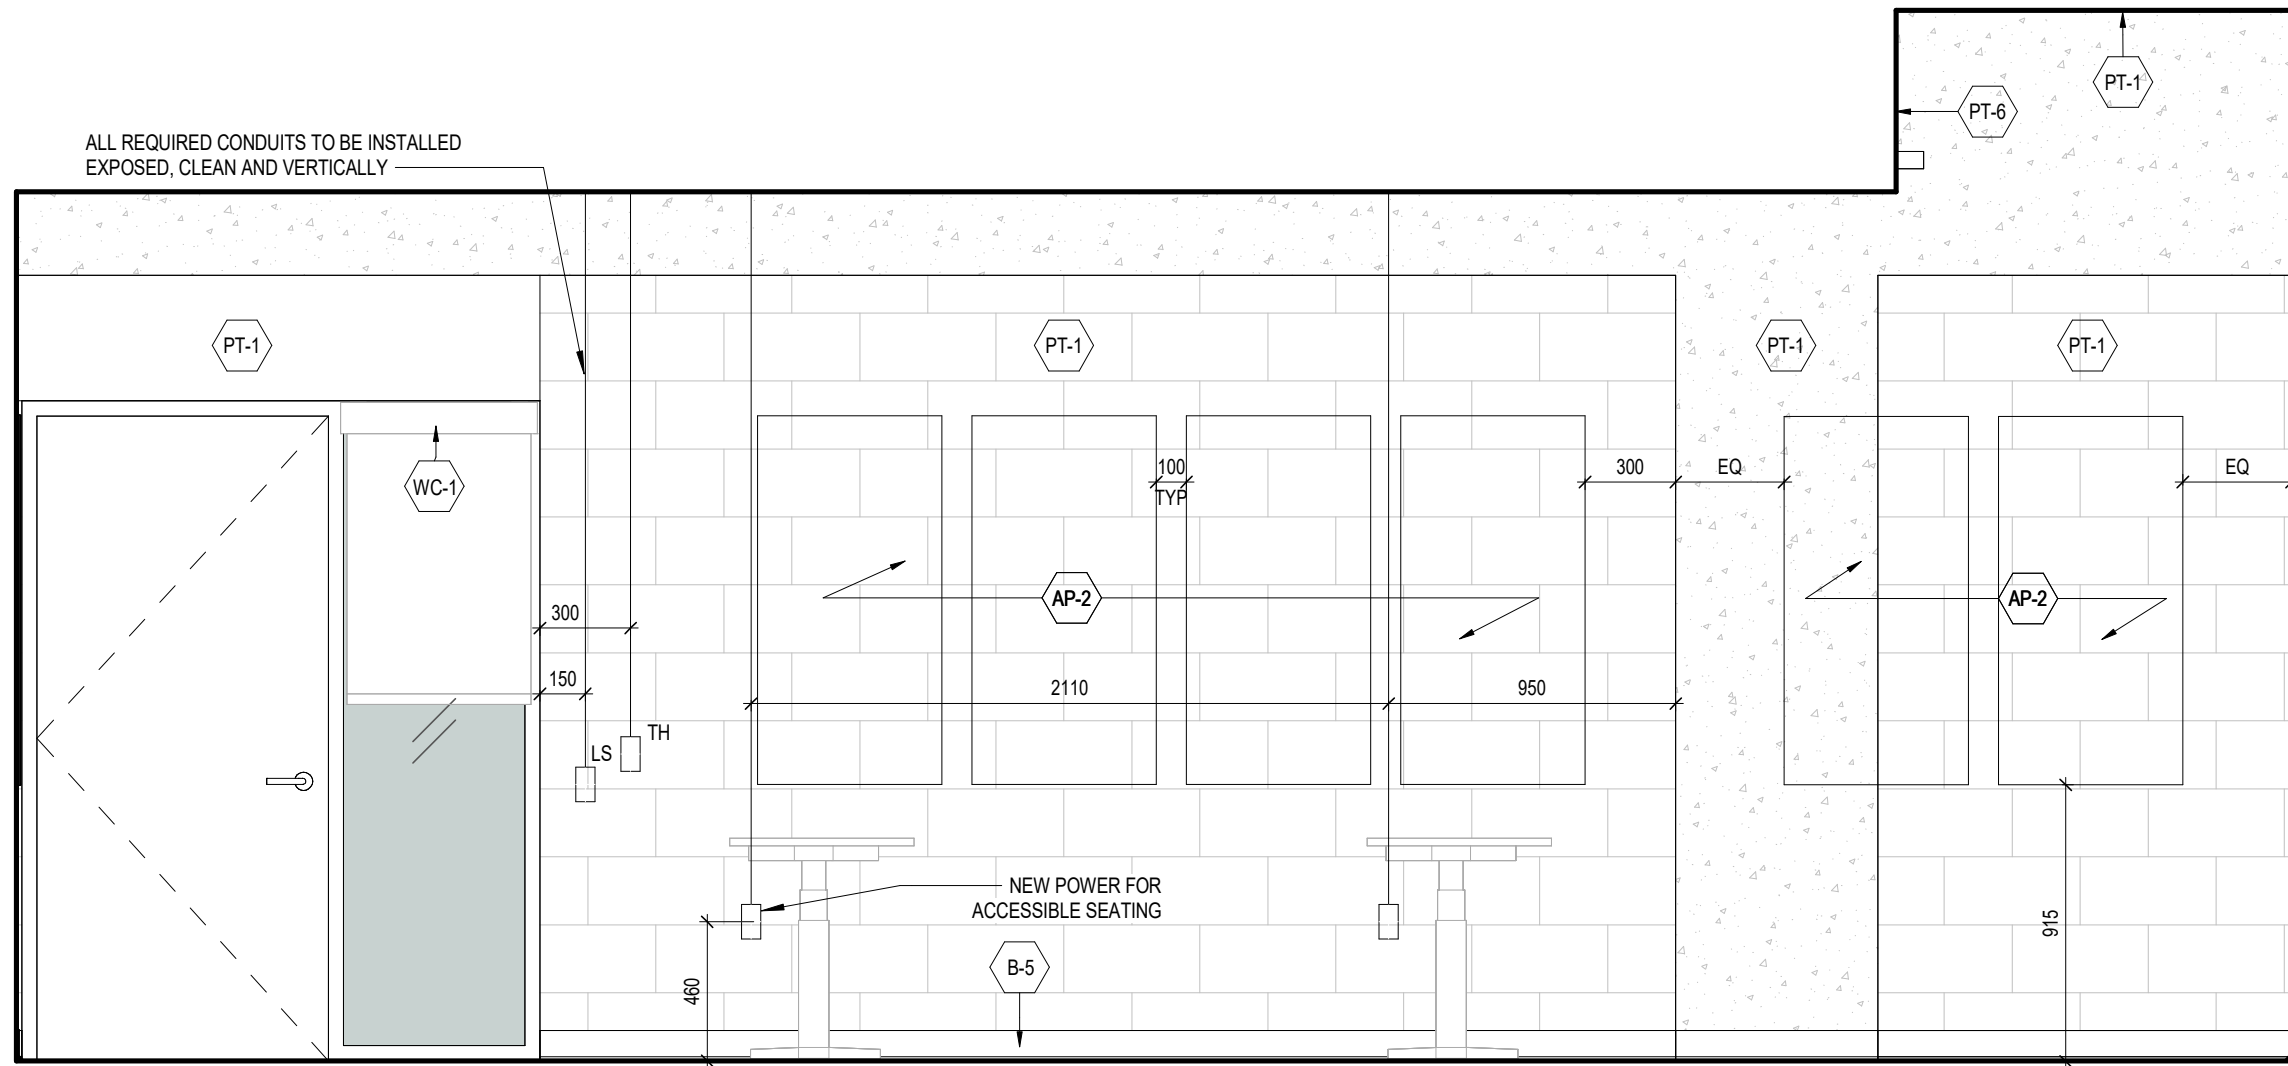 PT-1
PT-6
ALL REQUIRED CONDUITS TO BE INSTALLED
EXPOSED, CLEAN AND VERTICALLY
PT-1
PT-1
PT-1
PT-1
WC-1
100
TYP
300
EQ
EQ
AP-2
AP-2
300
150
2110
950
TH
LS
NEW POWER FOR
ACCESSIBLE SEATING
B-5
460
915